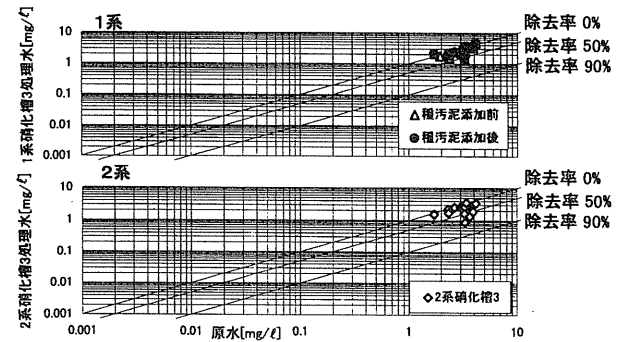 1系
除去率 0%
除去率 50%
除去率 90%
1系硝化槽3処理水[mg/ℓ]
10
1
0.1
0.01
0.001
△ 種汚泥添加前
種汚泥添加後
2系
除去率 0%
除去率 50%
除去率 90%
2系硝化槽3処理水[mg/ℓ]
10
1
0.1
0.01
0.001
◇ 2系硝化槽3
0.001
0.01
0.1
1
10
原水[mg/ℓ]